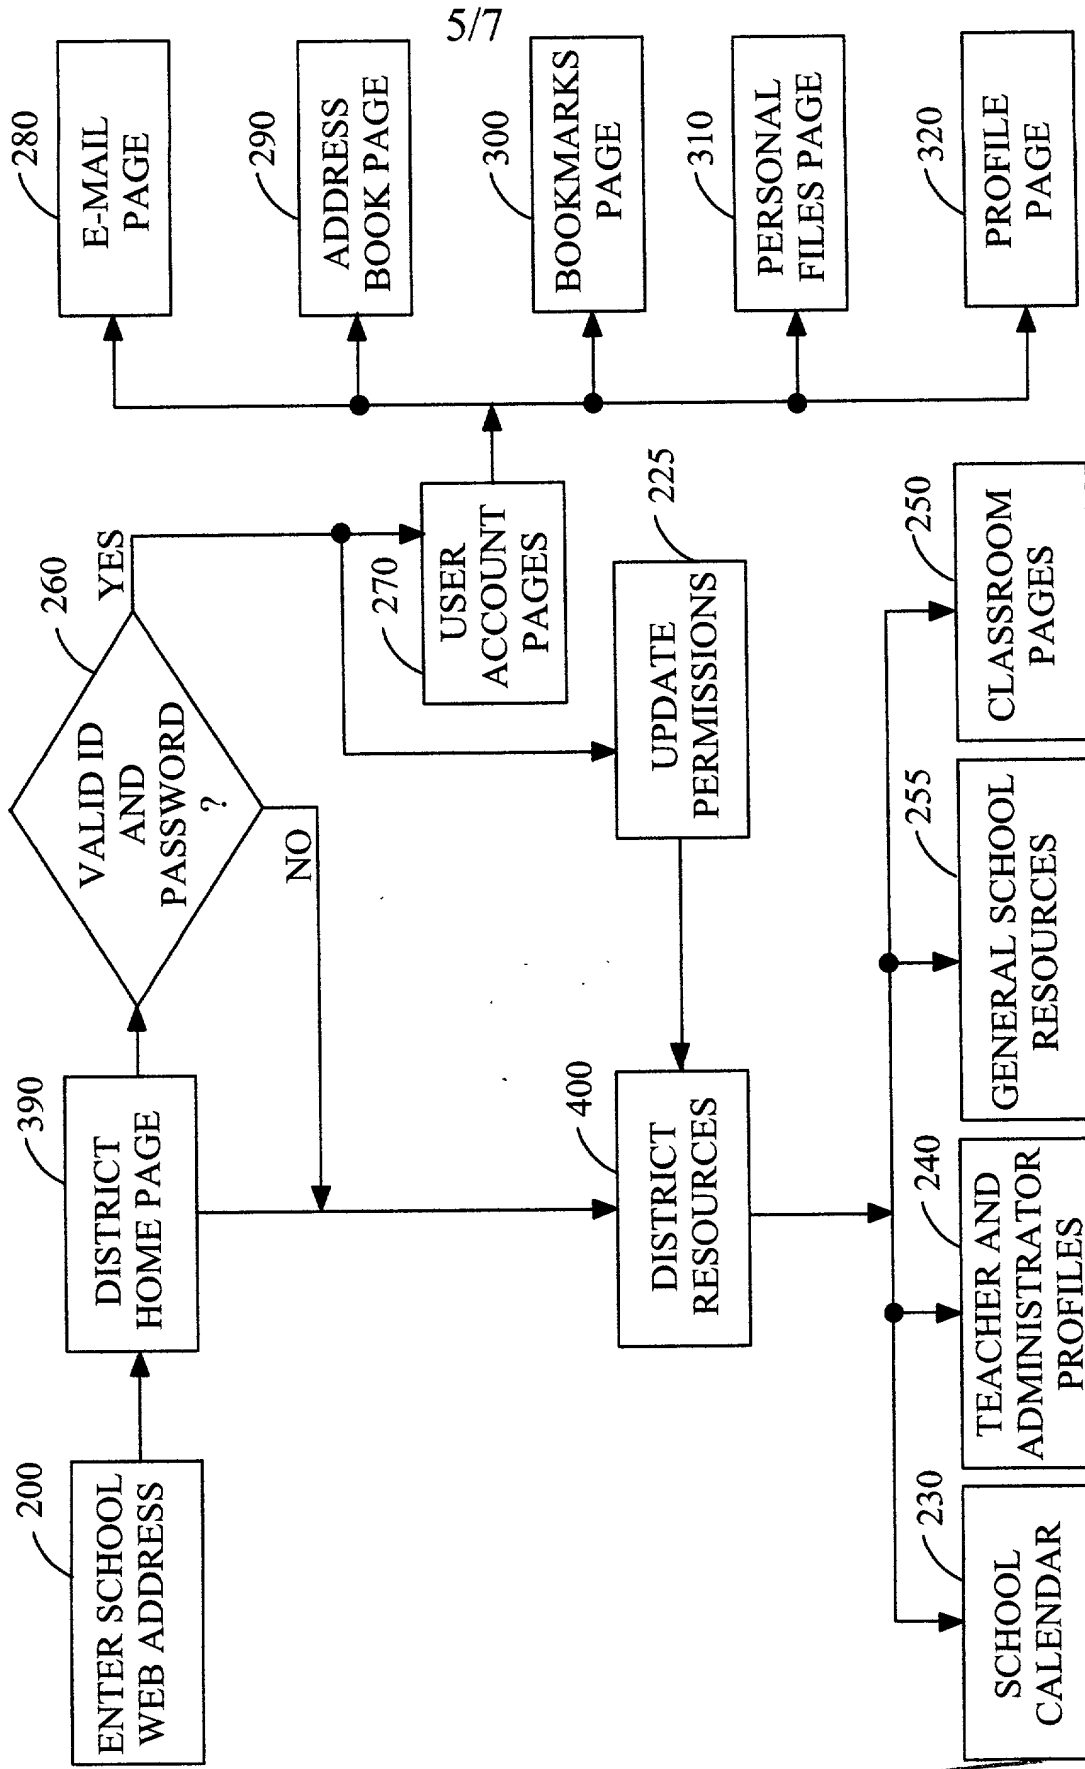 5/7
200
ENTER SCHOOL
WEB ADDRESS
390
DISTRICT
HOME PAGE
260
VALID ID
AND
PASSWORD
?
YES
NO
280
E-MAIL
PAGE
290
ADDRESS
BOOK PAGE
300
BOOKMARKS
PAGE
310
PERSONAL
FILES PAGE
320
PROFILE
PAGE
270
USER
ACCOUNT
PAGES
225
UPDATE
PERMISSIONS
400
DISTRICT
RESOURCES
230
SCHOOL
CALENDAR
240
TEACHER AND
ADMINISTRATOR
PROFILES
255
GENERAL SCHOOL
RESOURCES
250
CLASSROOM
PAGES